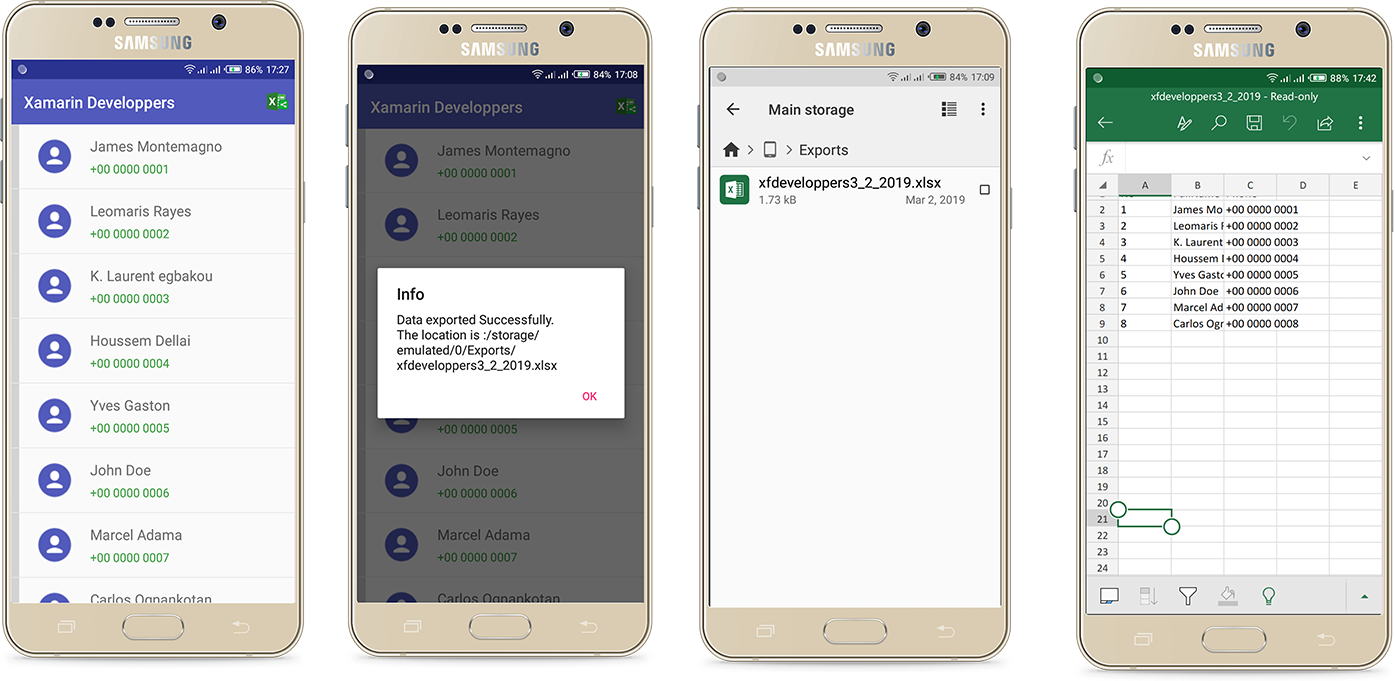 SAMSUNG
86% 17:27
Xamarin Developpers
James Montemagno
+00 0000 0001
Leomaris Rayes
+00 0000 0002
K. Laurent egbakou
+00 0000 0003
Houssem Dellai
+00 0000 0004
Yves Gaston
+00 0000 0005
John Doe
+00 0000 0006
Marcel Adama
+00 0000 0007
Carlos Ognankotan
SAMSUNG
84% 17:08
Xamarin Developpers
James Montemagno
+00 0000 0001
Leomaris Rayes
+00 0000 0002
Info
Data exported Successfully.
The location is :/storage/
emulated/0/Exports/
xfdeveloppers3_2_2019.xlsx
OK
+00 0000 0005
John Doe
+00 0000 0006
Marcel Adama
+00 0000 0007
Carlos Ognankotan
SAMSUNG
84% 17:09
Main storage
Exports
xfdeveloppers3_2_2019.xlsx
1.73 kB Mar 2, 2019
SAMSUNG
88% 17:42
xfdeveloppers3_2_2019 - Read-only
fx
A B C D E
2 1 James Mo +00 0000 0001
3 2 Leomaris +00 0000 0002
4 3 K. Laurent +00 0000 0003
5 4 Houssem +00 0000 0004
6 5 Yves Gasto +00 0000 0005
7 6 John Doe +00 0000 0006
8 7 Marcel Ad +00 0000 0007
9 8 Carlos Ogr +00 0000 0008
10
11
12
13
14
15
16
17
18
19
20
21
22
23
24